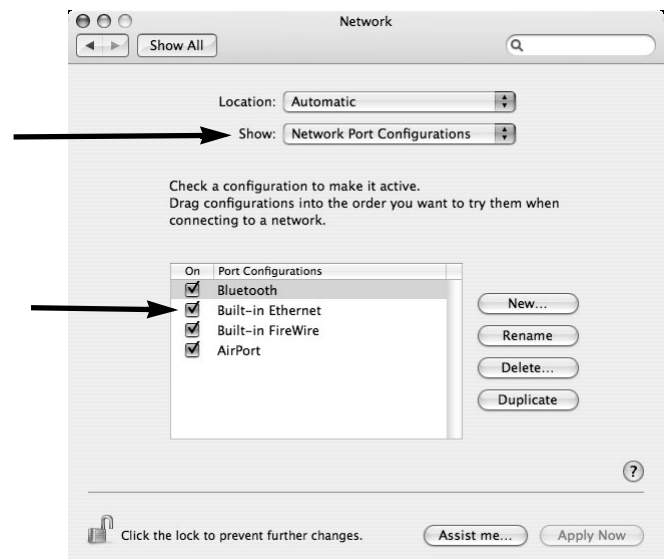 Network
Show All
Location: Automatic
Show: Network Port Configurations
Check a configuration to make it active.
Drag configurations into the order you want to try them when
connecting to a network.
On Port Configurations
Bluetooth
Built-in Ethernet
Built-in FireWire
AirPort
New...
Rename
Delete...
Duplicate
?
Click the lock to prevent further changes.
Assist me...
Apply Now